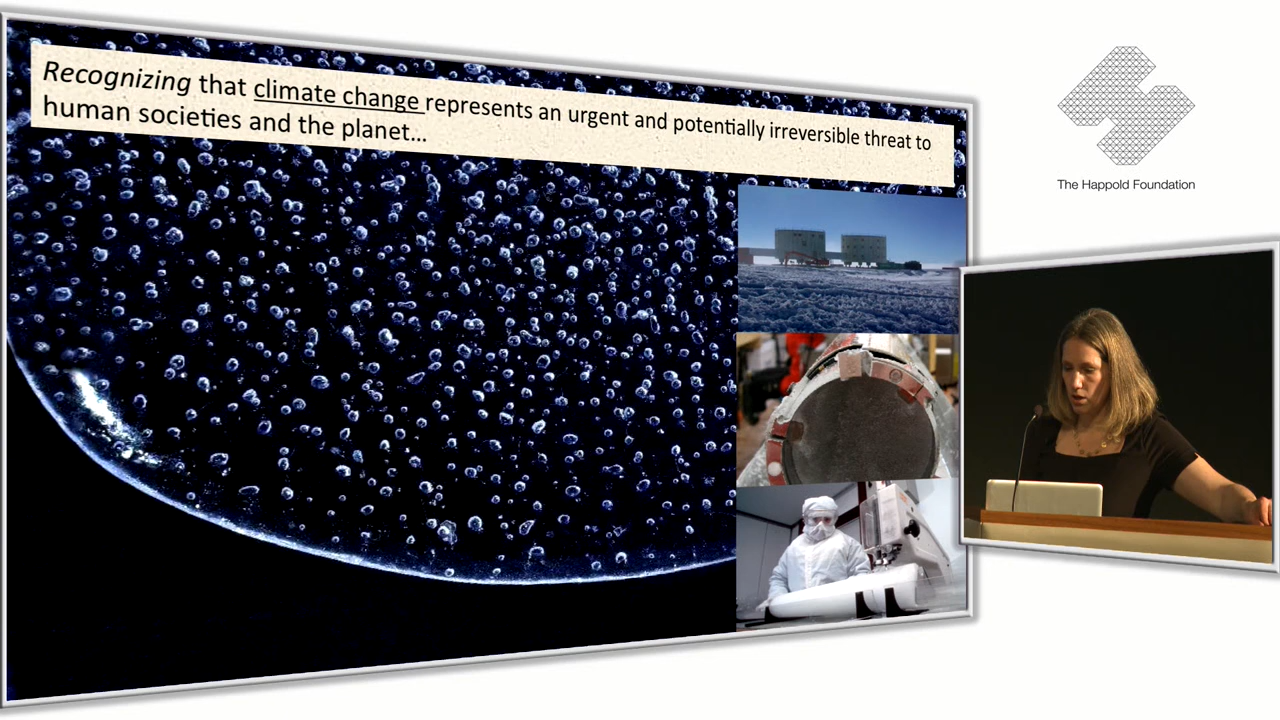 Recognizing that climate change represents an urgent and potentially irreversible threat to
human societies and the planet...
The Happold Foundation